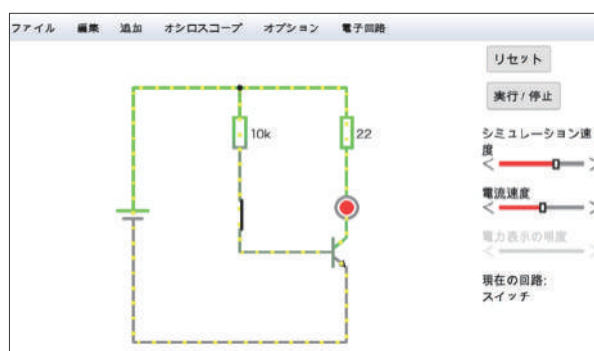 ファイル 編集 追加 オシロスコープ オプション 電子回路
リセット
実行 / 停止
シミュレーション速
度
電流速度
電力表示の明度
現在の回路:
スイッチ
10k
22